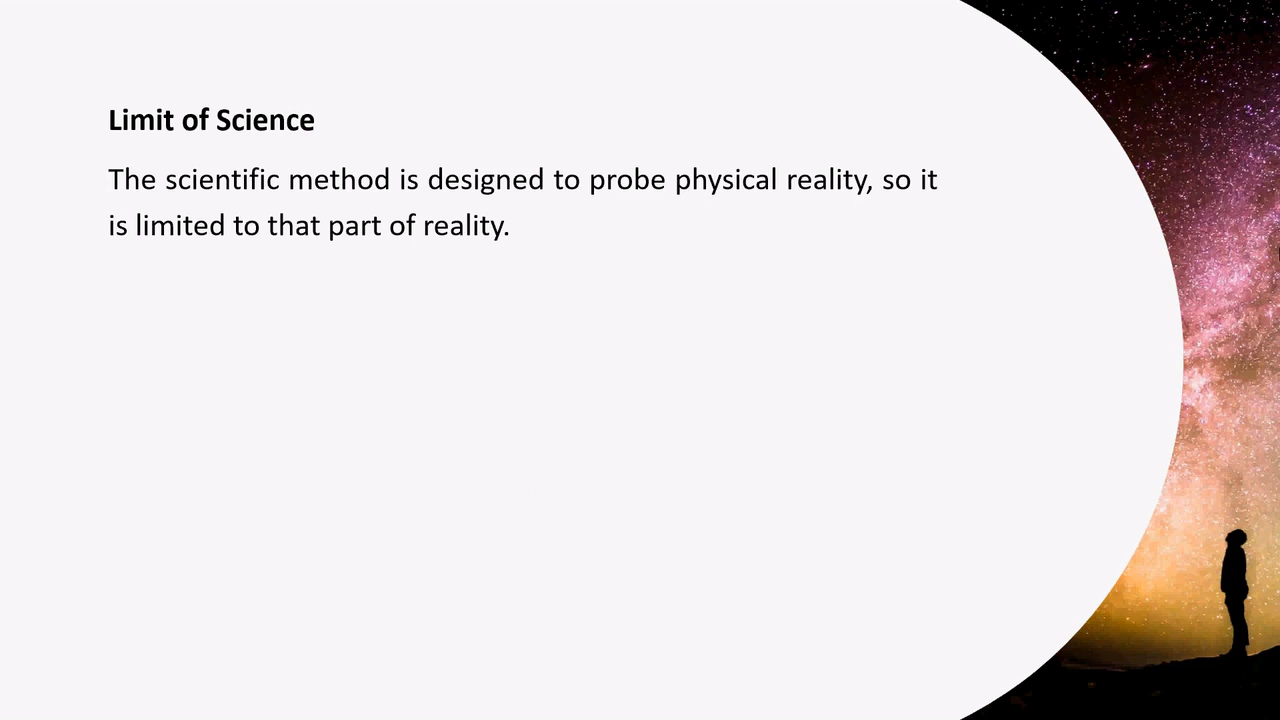 Limit of Science
The scientific method is designed to probe physical reality, so it
is limited to that part of reality.